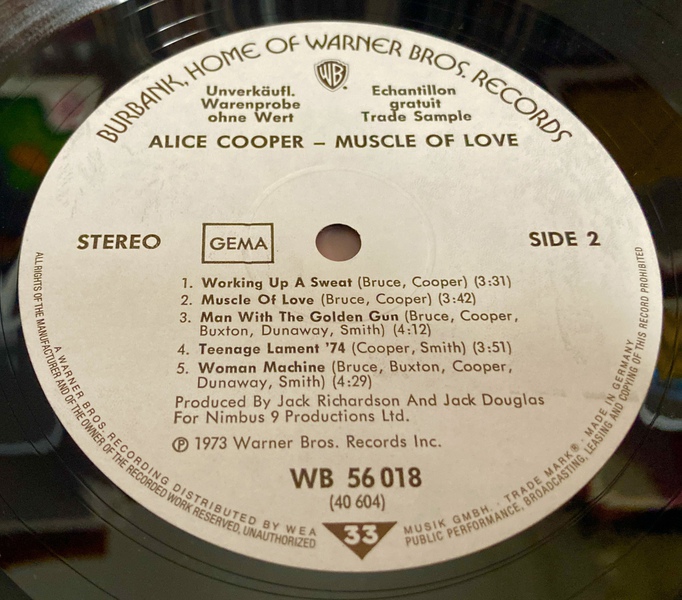 BURBANK, HOME OF WARNER BROS. RECORDS
WB
Unverkäufl.
Warenprobe
ohne Wert
Echantillon
gratuit
Trade Sample
ALICE COOPER – MUSCLE OF LOVE
STEREO
GEMA
SIDE 2
1. Working Up A Sweat (Bruce, Cooper) (3:31)
2. Muscle Of Love (Bruce, Cooper) (3:42)
3. Man With The Golden Gun (Bruce, Cooper,
Buxton, Dunaway, Smith) (4:12)
4. Teenage Lament '74 (Cooper, Smith) (3:51)
5. Woman Machine (Bruce, Buxton, Cooper,
Dunaway, Smith) (4:29)
Produced By Jack Richardson And Jack Douglas
For Nimbus 9 Productions Ltd.
℗ 1973 Warner Bros. Records Inc.
WB 56 018
(40 604)
33
A WARNER BROS. RECORDING DISTRIBUTED BY WEA MUSIK GMBH. · TRADE MARK® · MADE IN GERMANY
ALL RIGHTS OF THE MANUFACTURER AND OF THE OWNER OF THE RECORDED WORK RESERVED, UNAUTHORIZED PUBLIC PERFORMANCE, BROADCASTING, LEASING AND COPYING OF THIS RECORD PROHIBITED